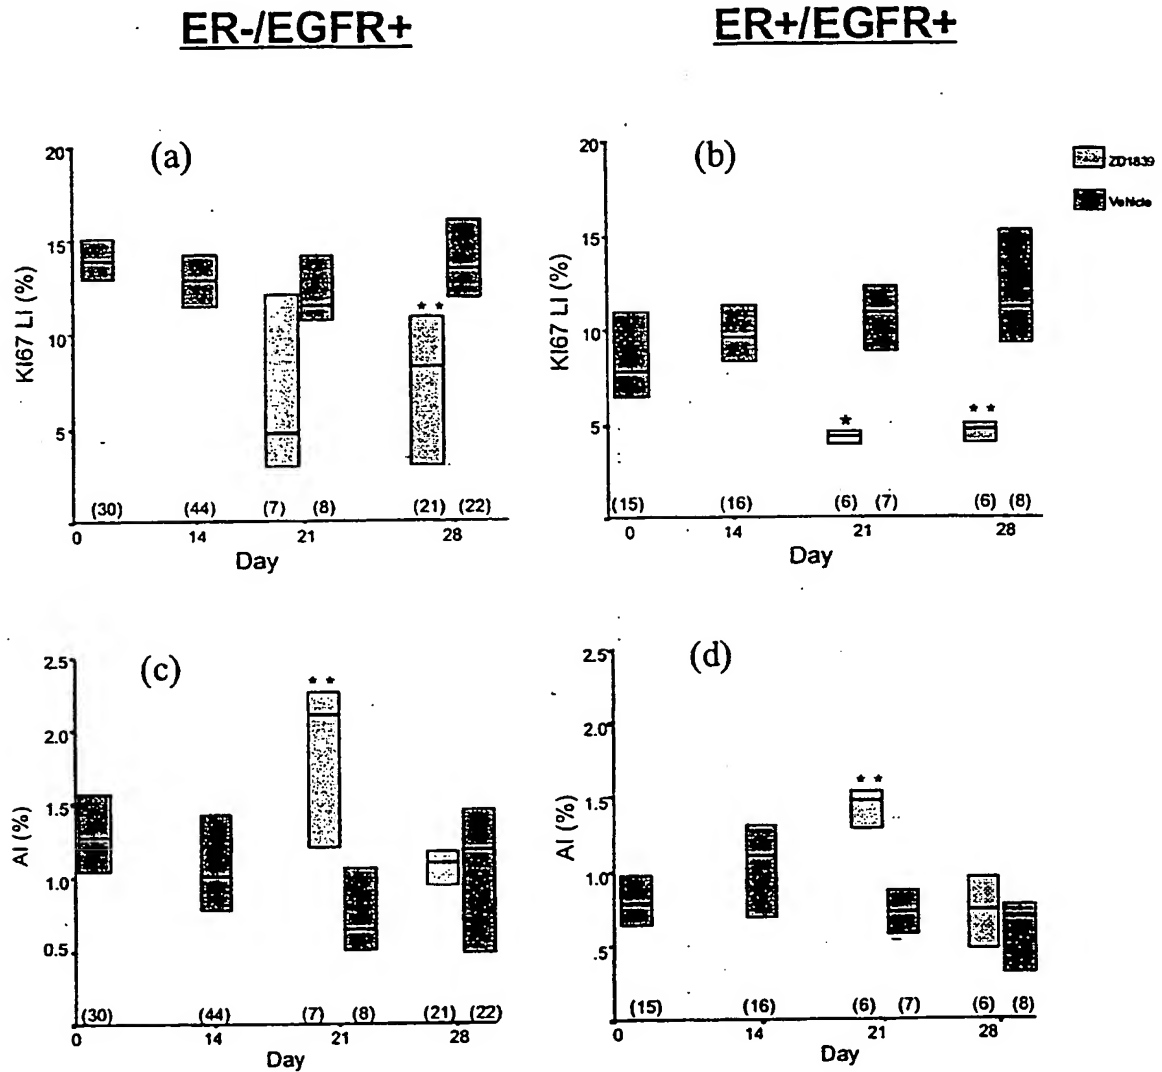 ER-/EGFR+
ER+/EGFR+
(a)
20
15
10
5
KI67 LI (%)
* *
(30) (44) (7) (8) (21) (22)
0 14 21 28
Day
(b)
20
15
10
5
KI67 LI (%)
*
* *
(15) (16) (6) (7) (6) (8)
0 14 21 28
Day
ZD1839
Vehicle
(c)
2.5
2.0
1.5
1.0
0.5
AI (%)
* *
(30) (44) (7) (8) (21) (22)
0 14 21 28
Day
(d)
2.5
2.0
1.5
1.0
.5
AI (%)
* *
(15) (16) (6) (7) (6) (8)
0 14 21 28
Day